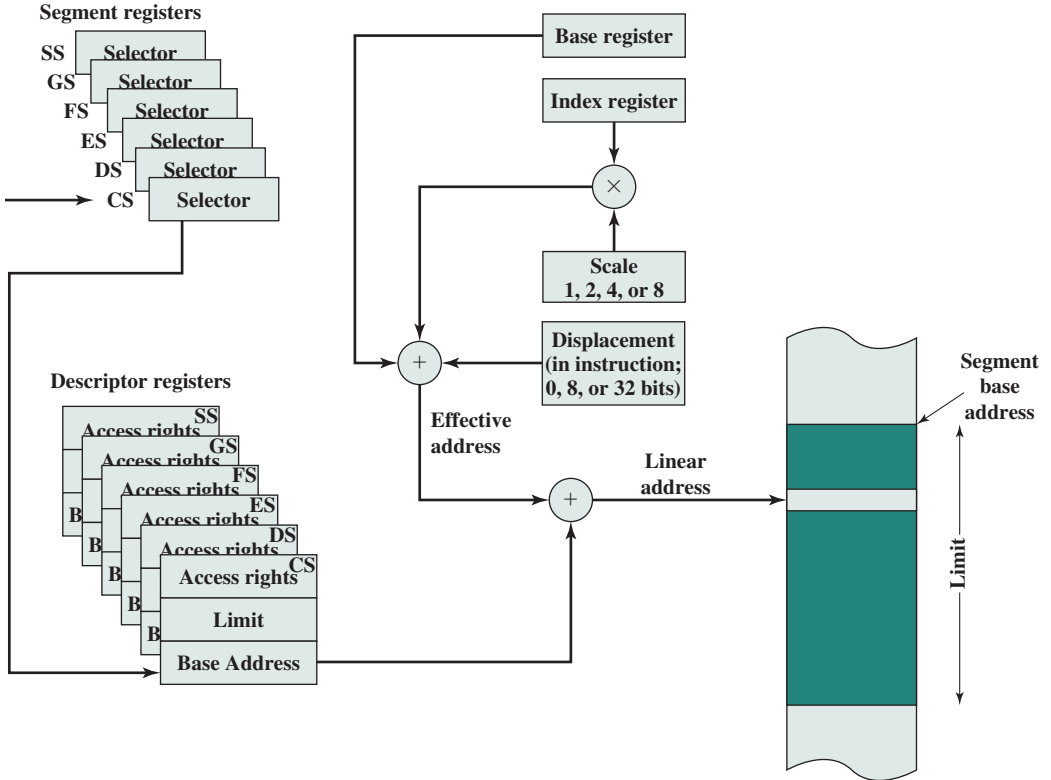 Segment registers
SS Selector
GS Selector
FS Selector
ES Selector
DS Selector
CS Selector
Base register
Index register
×
Scale
1, 2, 4, or 8
Displacement
(in instruction;
0, 8, or 32 bits)
+
Effective
address
Descriptor registers
SS
Access rights
B
GS
Access rights
B
FS
Access rights
B
ES
Access rights
B
DS
Access rights
B
CS
Access rights
Limit
Base Address
+
Linear
address
Segment
base
address
Limit